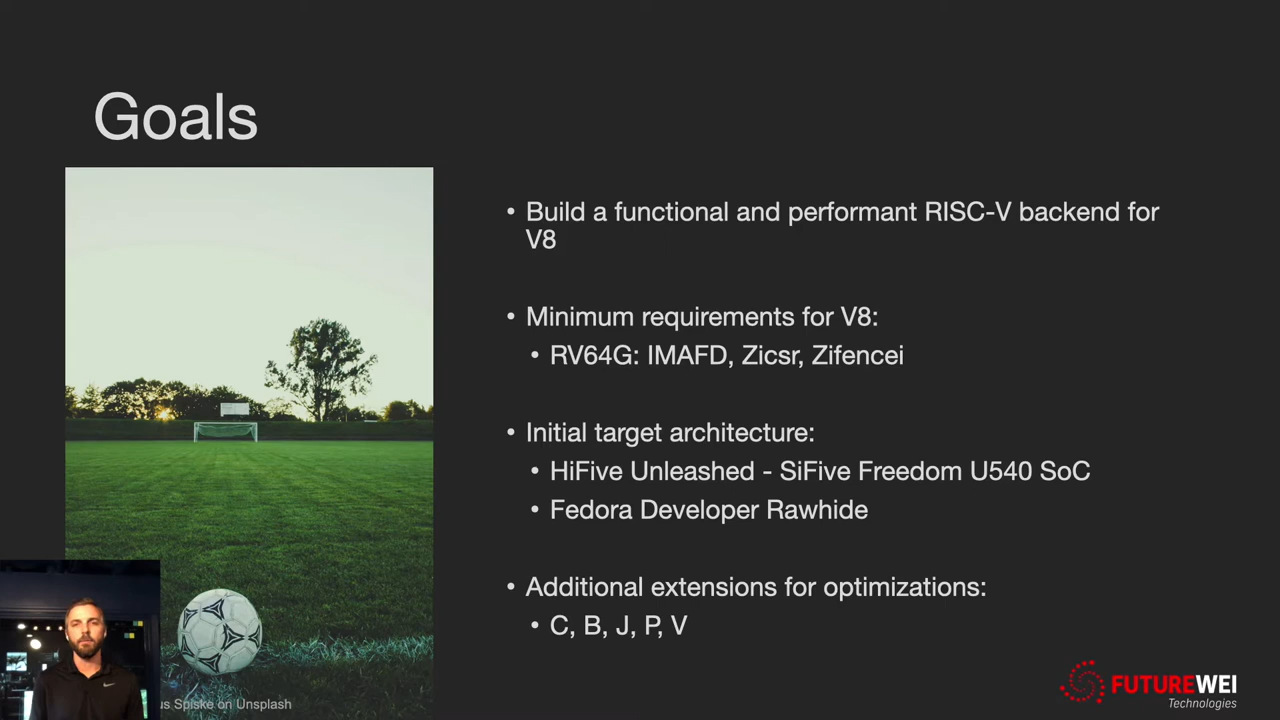 Goals
• Build a functional and performant RISC-V backend for
V8
• Minimum requirements for V8:
• RV64G: IMAFD, Zicsr, Zifencei
• Initial target architecture:
• HiFive Unleashed - SiFive Freedom U540 SoC
• Fedora Developer Rawhide
• Additional extensions for optimizations:
• C, B, J, P, V
Spiske on Unsplash
FUTUREWEI
Technologies